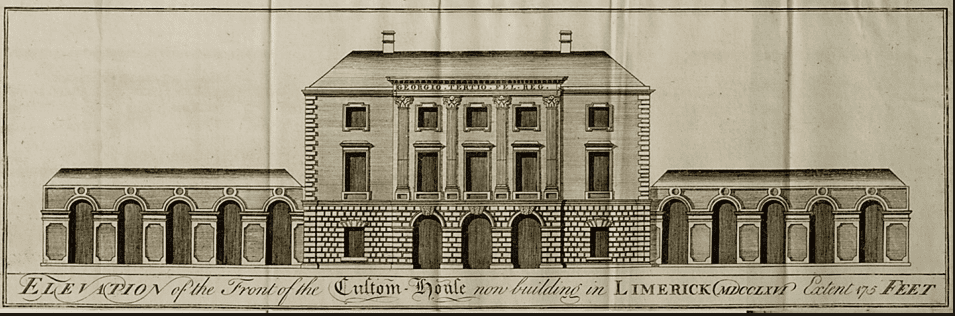 GEORGIO·TERTIO·FEL·REG·
ELEVATION of the Front of the Custom-House now building in LIMERICK MDCCLXVI Extent 175 FEET